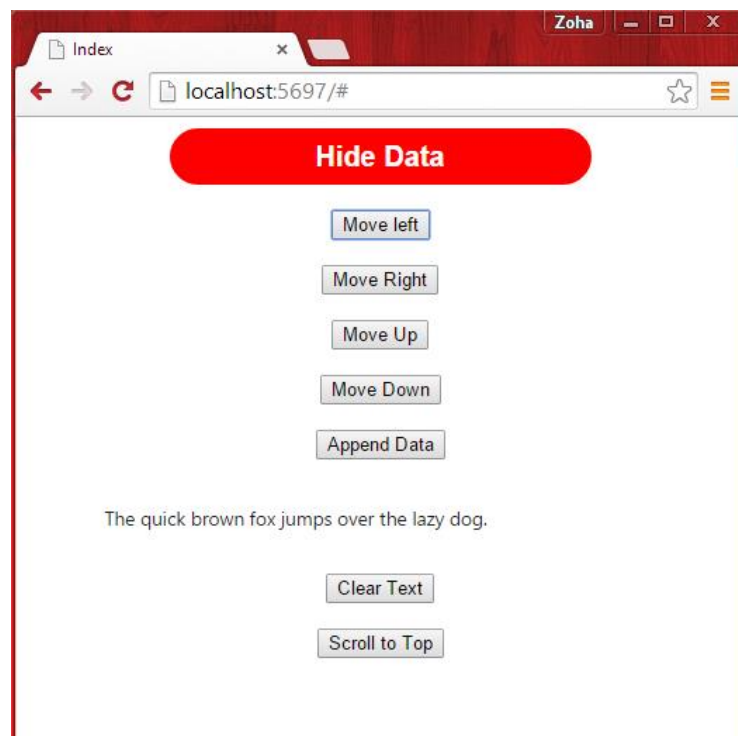 Zoha
Index
localhost:5697/#
Hide Data
Move left
Move Right
Move Up
Move Down
Append Data
The quick brown fox jumps over the lazy dog.
Clear Text
Scroll to Top